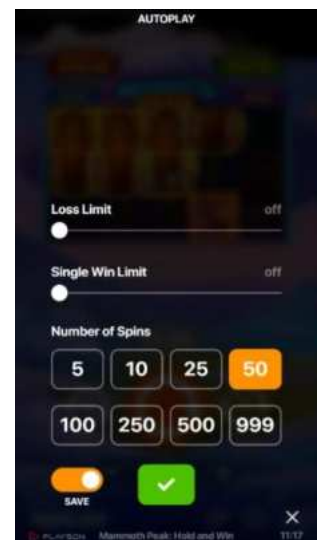 AUTOPLAY
Loss Limit off
Single Win Limit off
Number of Spins
5 10 25 50
100 250 500 999
SAVE
PLAYSON Mammoth Peak: Hold and Win 11:17